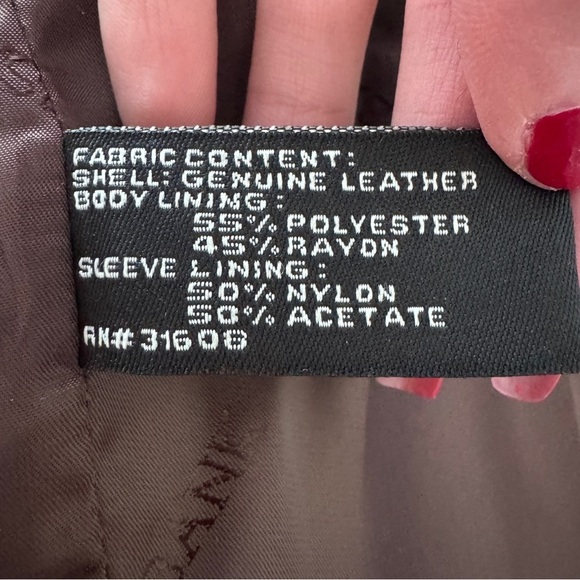 FABRIC CONTENT:
SHELL: GENUINE LEATHER
BODY LINING:
55% POLYESTER
45% RAYON
SLEEVE LINING:
50% NYLON
50% ACETATE
RN# 31608